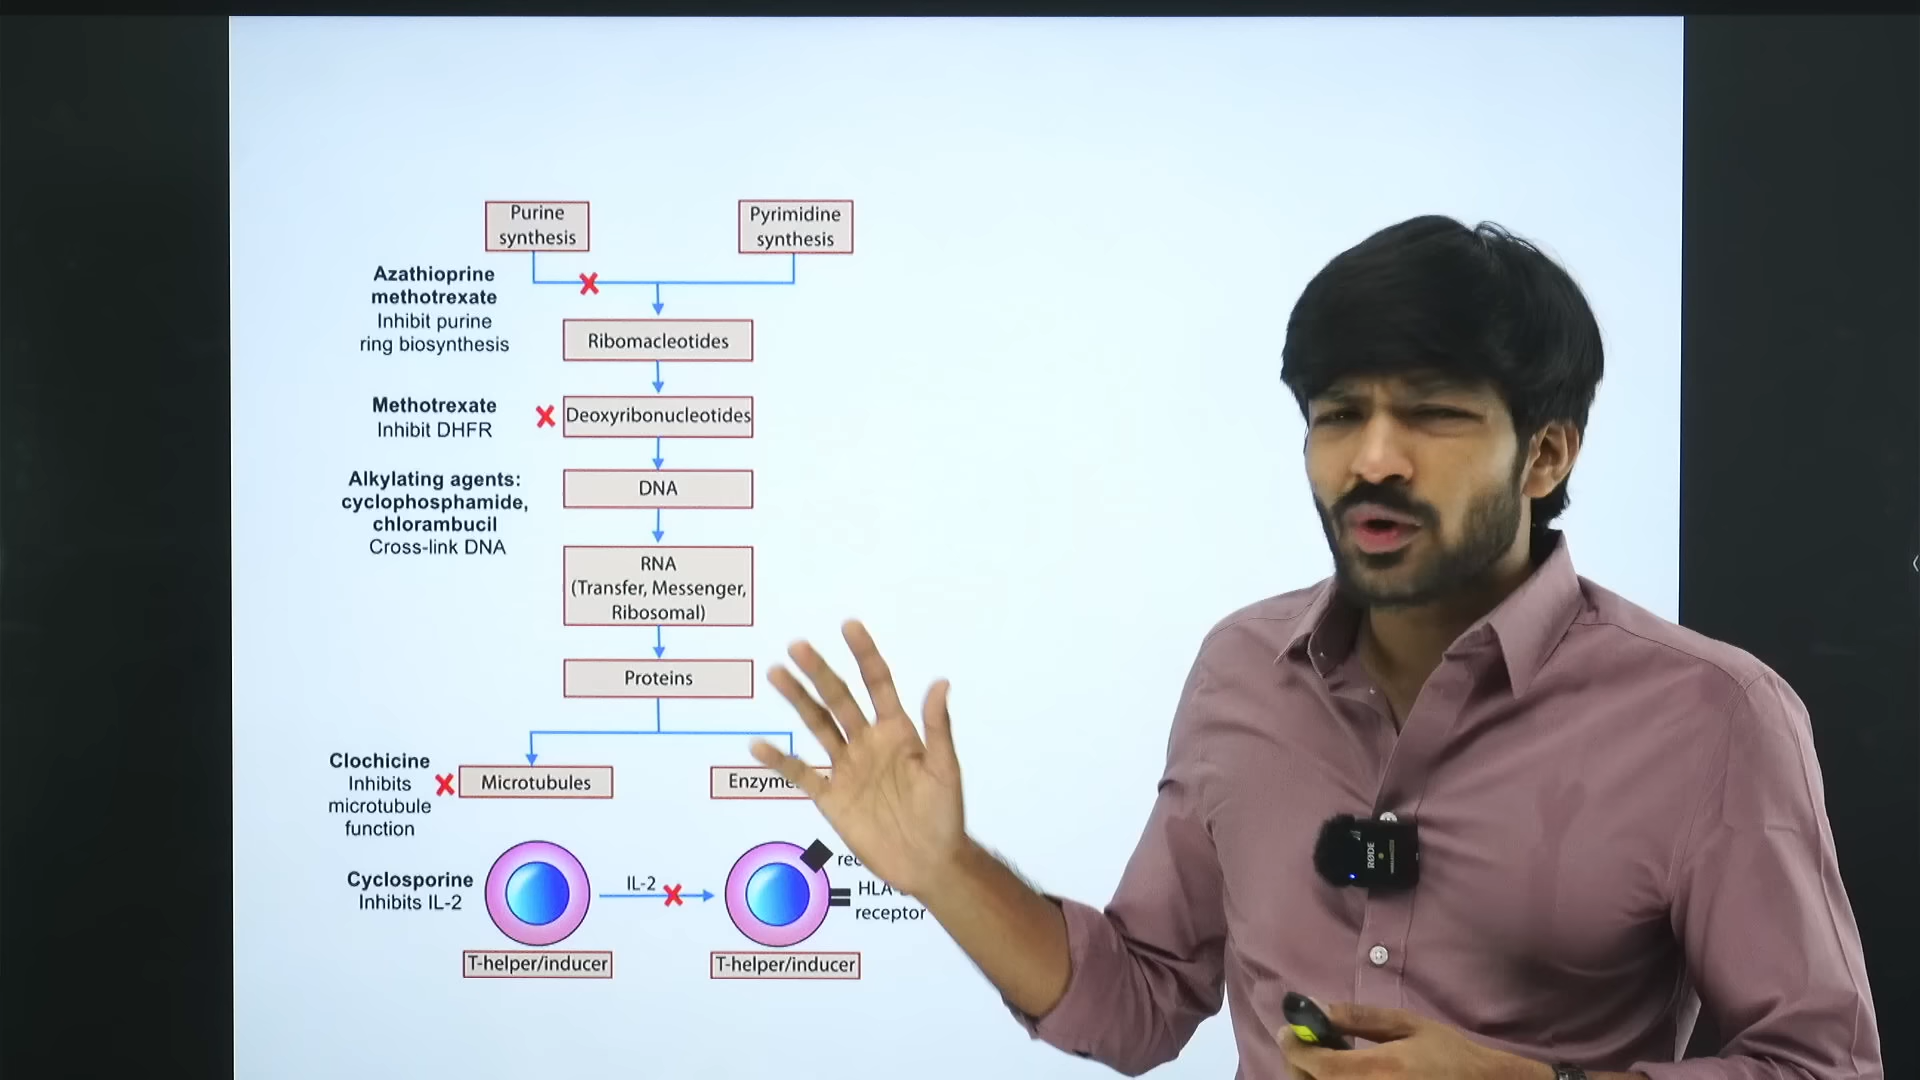 Purine
synthesis
Pyrimidine
synthesis
Azathioprine
methotrexate
Inhibit purine
ring biosynthesis
Ribomacleotides
Methotrexate
Inhibit DHFR
Deoxyribonucleotides
Alkylating agents:
cyclophosphamide,
chlorambucil
Cross-link DNA
DNA
RNA
(Transfer, Messenger,
Ribosomal)
Proteins
Clochicine
Inhibits
microtubule
function
Microtubules
Cyclosporine
Inhibits IL-2
IL-2
HLA
receptor
T-helper/inducer
T-helper/inducer
RØDE